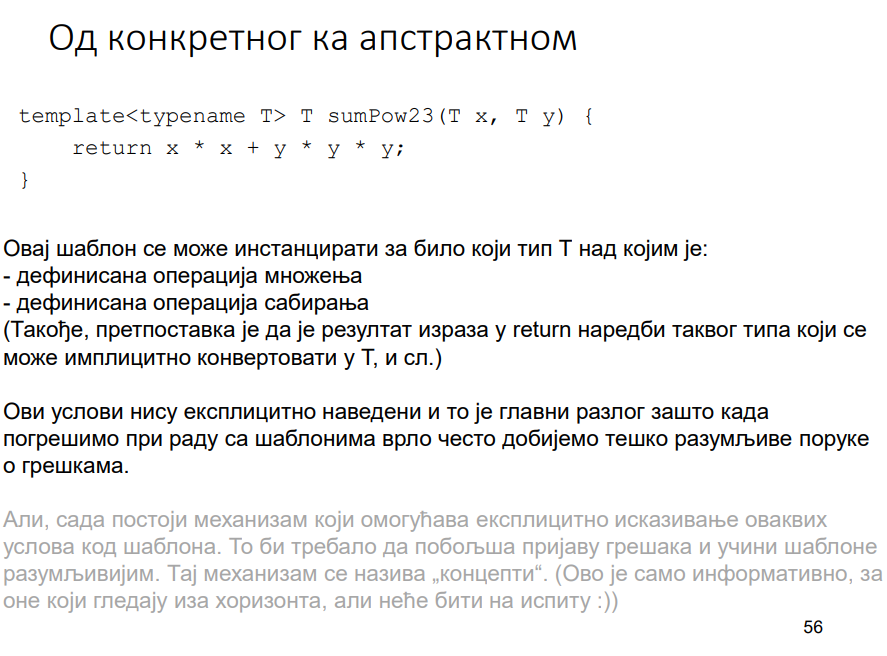 Од конкретног ка апстрактном
template<typename T> T sumPow23(T x, T y) {
return x * x + y * y * y;
}
Овај шаблон се може инстанцирати за било који тип T над којим је:
- дефинисана операција множења
- дефинисана операција сабирања
(Такође, претпоставка је да је резултат израза у return наредби таквог типа који се
може имплицитно конвертовати у T, и сл.)
Ови услови нису експлицитно наведени и то је главни разлог зашто када
погрешимо при раду са шаблонима врло често добијемо тешко разумљиве поруке
о грешкама.
Али, сада постоји механизам који омогућава експлицитно исказивање оваквих
услова код шаблона. То би требало да побољша пријаву грешака и учини шаблоне
разумљивијим. Тај механизам се назива „концепти“. (Ово је само информативно, за
оне који гледају иза хоризонта, али неће бити на испиту :))
56